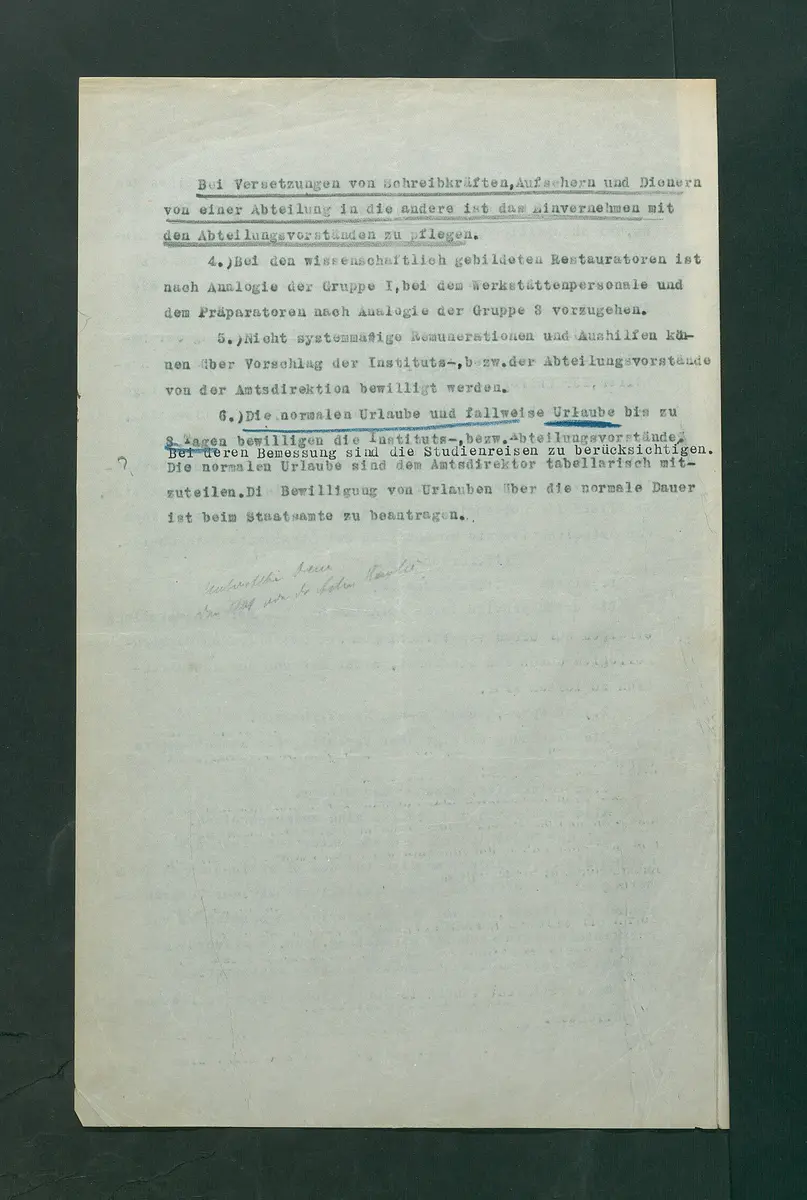 Bei Versetzungen von Schreibkräften,Aufsehern und Dienern
von einer Abteilung in die andere ist das Einvernehmen mit
den Abteilungsvorständen zu pflegen.
4.)Bei den wissenschaftlich gebildeten Restauratoren ist
nach Analogie der Gruppe I,bei dem Werkstättenpersonale und
dem Präparatoren nach Analogie der Gruppe 3 vorzugehen.
5.)Nicht systemmäßige Remunerationen und Aushilfen kön-
nen über Vorschlag der Instituts-,bezw.der Abteilungsvorstände
von der Amtsdirektion bewilligt werden.
6.)Die normalen Urlaube und fallweise Urlaube bis zu
8 Tagen bewilligen die Instituts-,bezw.Abteilungsvorstände.
Bei deren Bemessung sind die Studienreisen zu berücksichtigen.
? Die normalen Urlaube sind dem Amtsdirektor tabellarisch mit-
zuteilen.Di Bewilligung von Urlauben über die normale Dauer
ist beim Staatsamte zu beantragen.